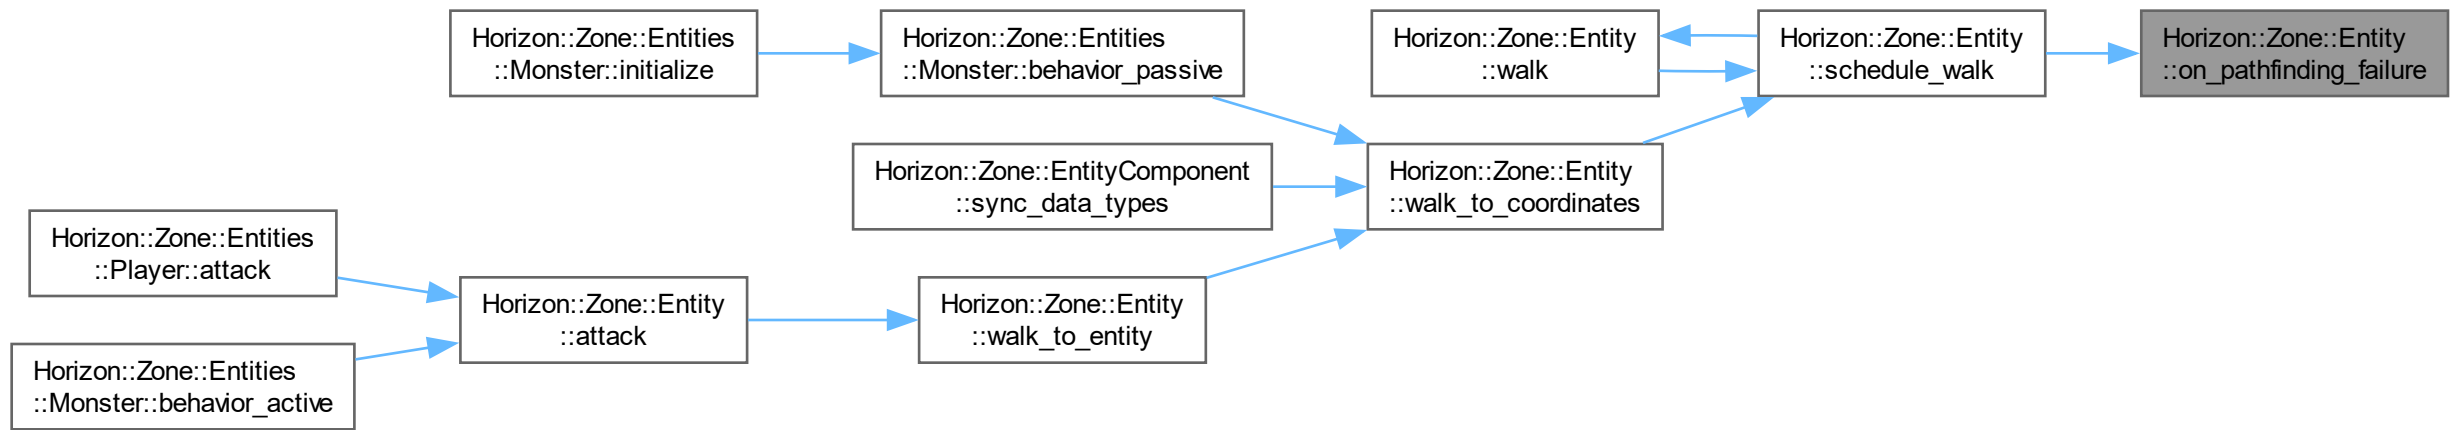 Horizon::Zone::Entities
::Monster::initialize
Horizon::Zone::Entities
::Monster::behavior_passive
Horizon::Zone::Entity
::walk
Horizon::Zone::Entity
::schedule_walk
Horizon::Zone::Entity
::on_pathfinding_failure
Horizon::Zone::EntityComponent
::sync_data_types
Horizon::Zone::Entity
::walk_to_coordinates
Horizon::Zone::Entities
::Player::attack
Horizon::Zone::Entity
::attack
Horizon::Zone::Entity
::walk_to_entity
Horizon::Zone::Entities
::Monster::behavior_active